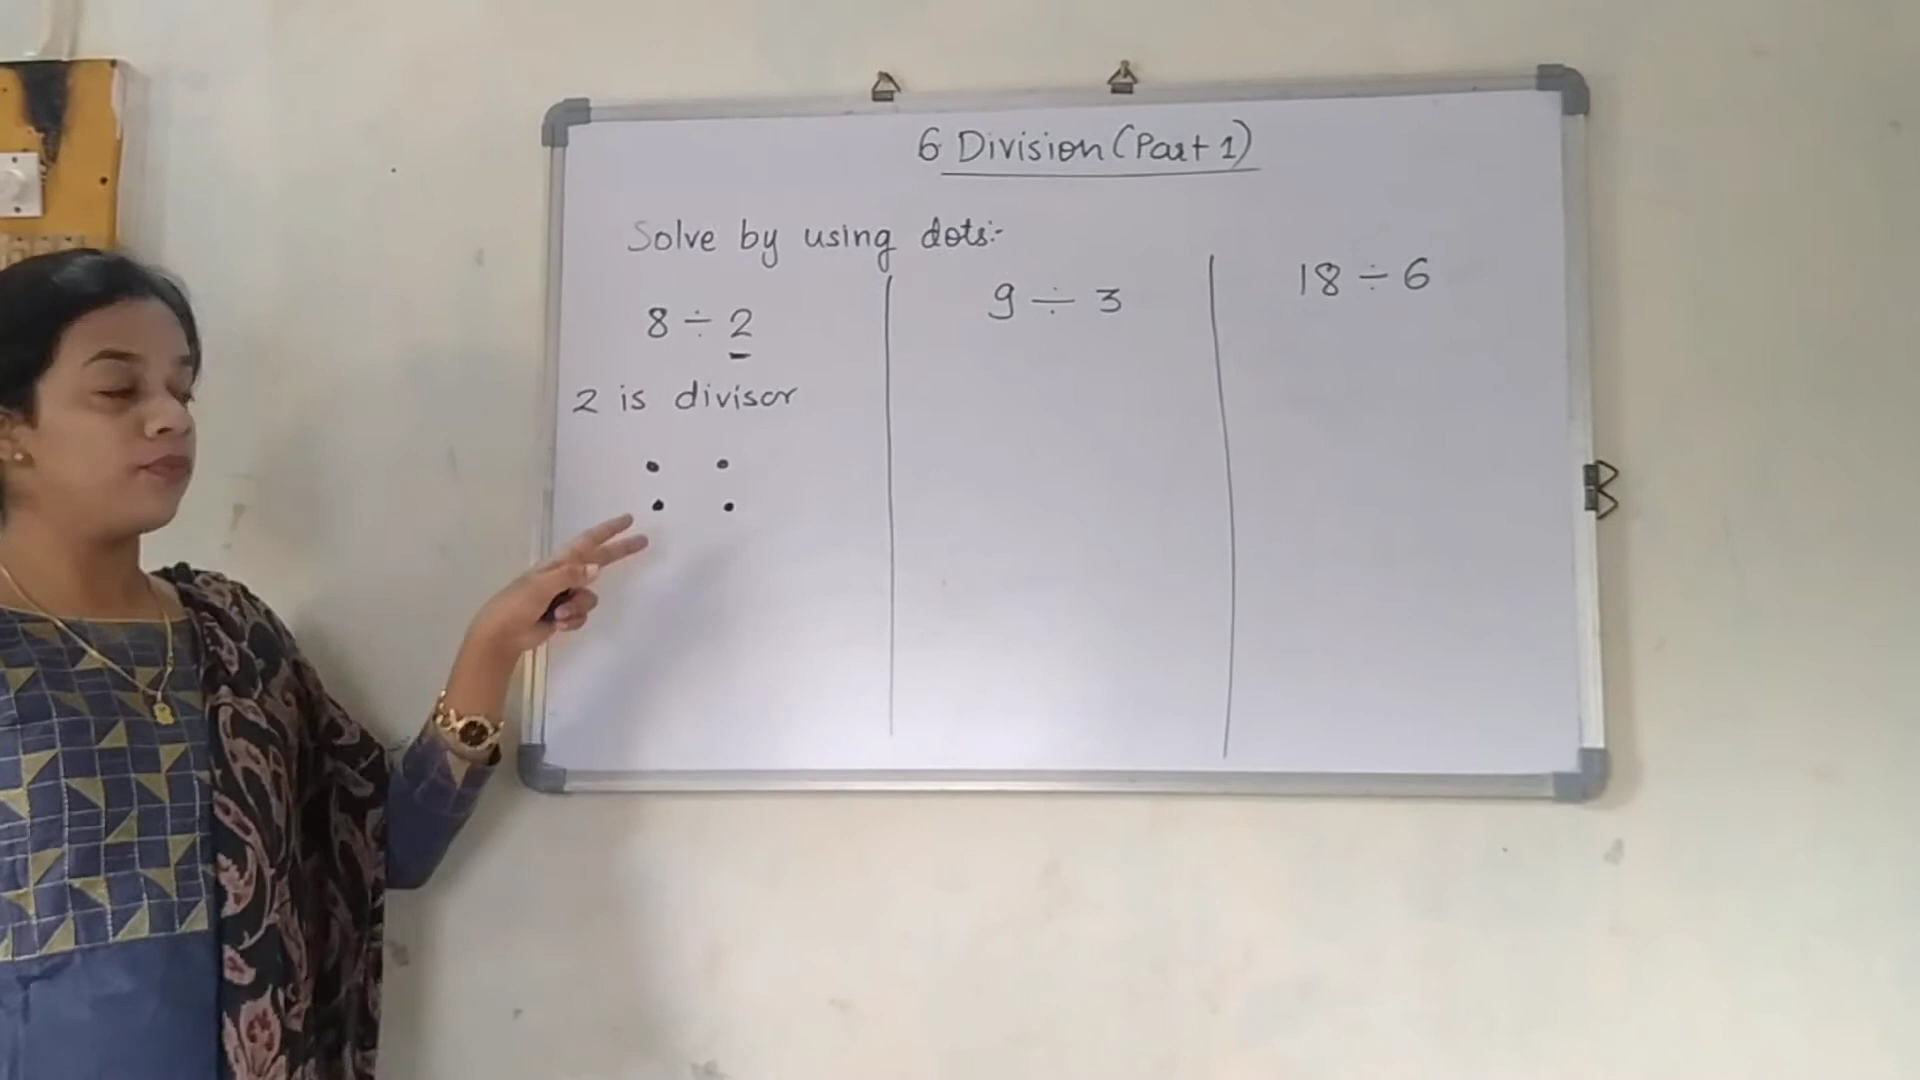 6 Division (Part 1)
Solve by using dots:-
8 ÷ 2
2 is divisor
9 ÷ 3
18 ÷ 6